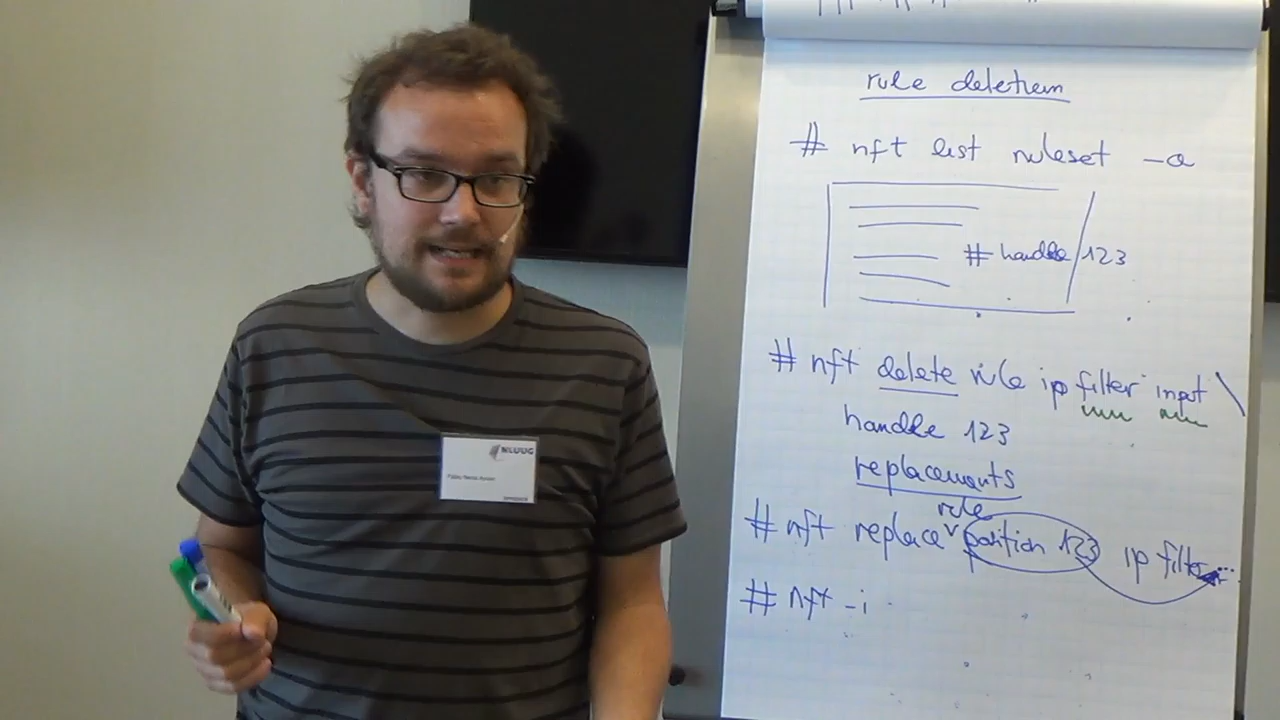 rule deletion
# nft list ruleset -a
# handle 123
# nft delete rule ip filter input \
handle 123
replacements
rule
# nft replace position 123 ip filter ...
# nft -i
NLUUG